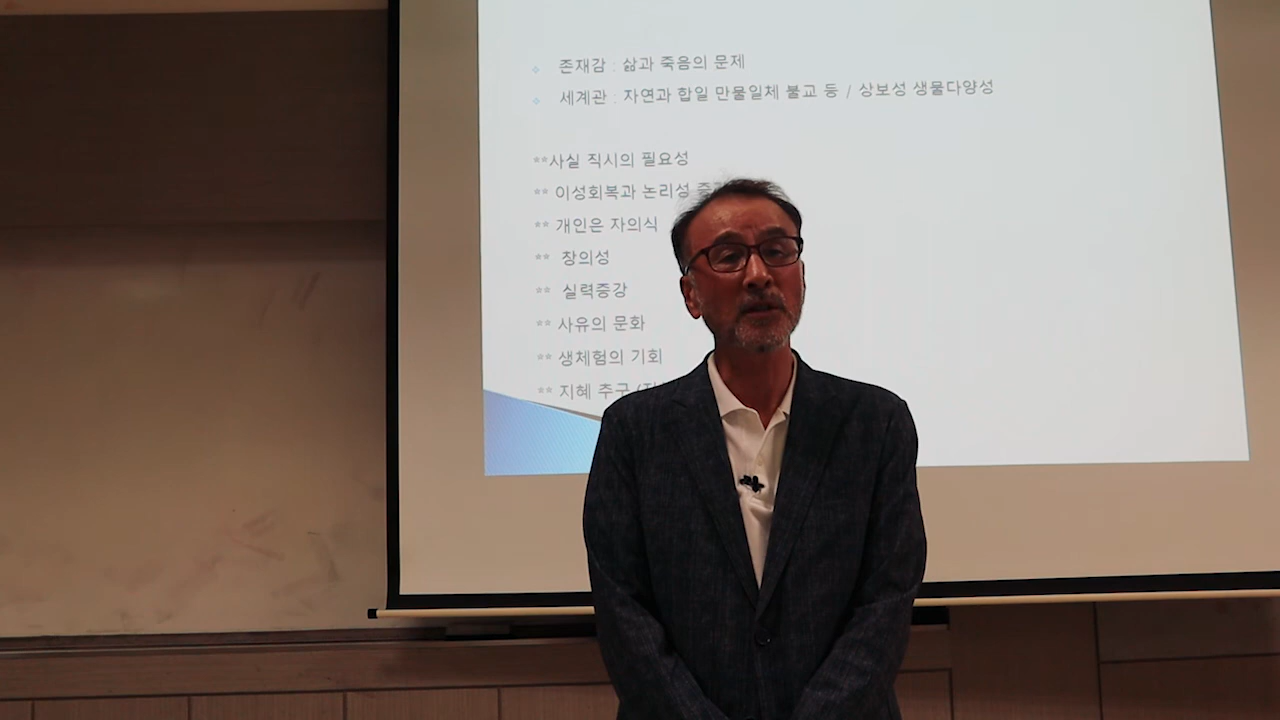 ❖ 존재감 : 삶과 죽음의 문제
❖ 세계관 : 자연과 합일 만물일체 불교 등 / 상보성 생물다양성
**사실 직시의 필요성
** 이성회복과 논리성
** 개인은 자의식
** 창의성
** 실력증강
** 사유의 문화
** 생체험의 기회
** 지혜 추구